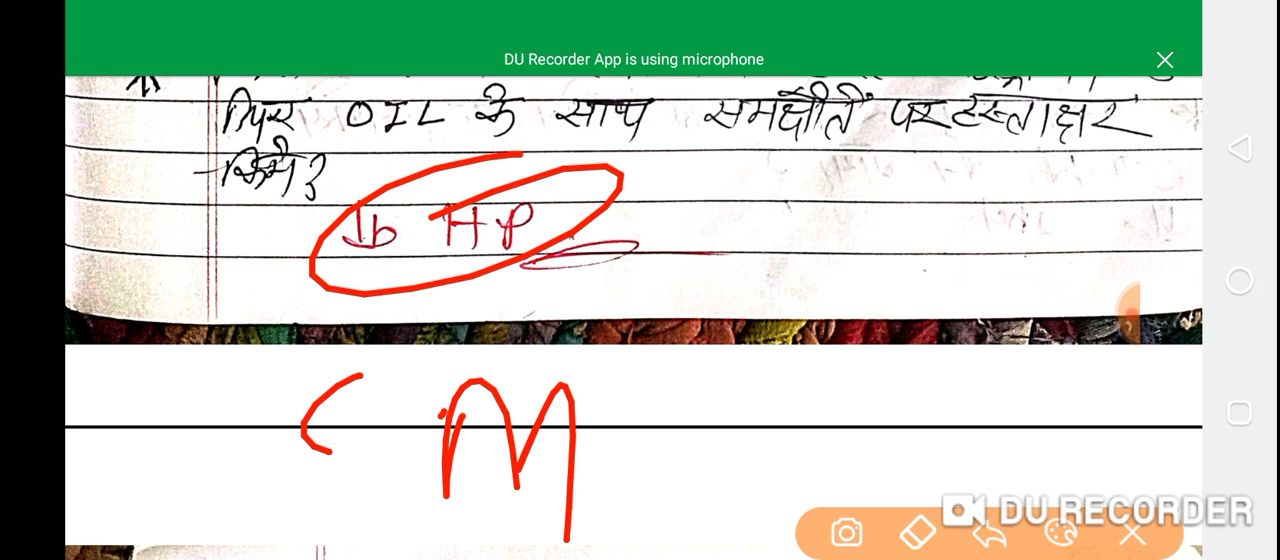 DU Recorder App is using microphone
लिए OIL के साथ समझौते पर हस्ताक्षर
किये?
HP
CM
DU RECORDER